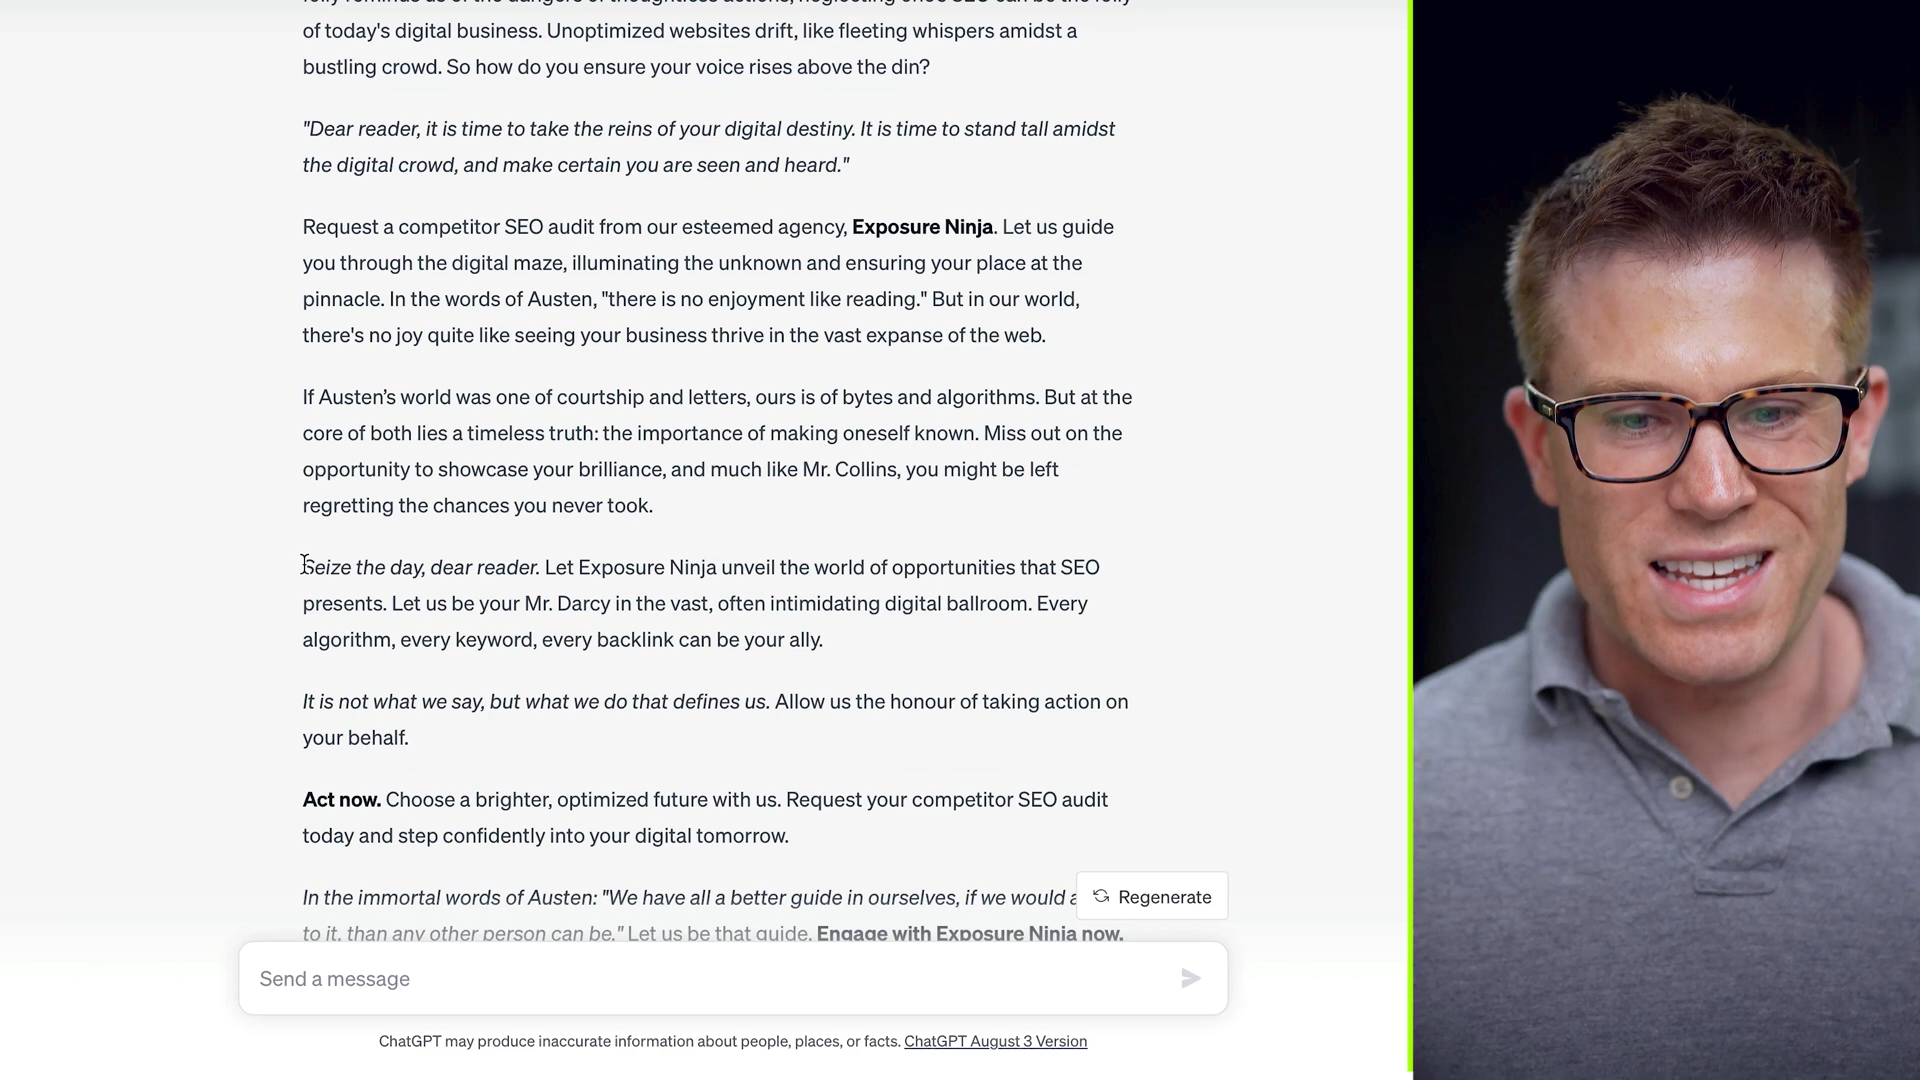 of today's digital business. Unoptimized websites drift, like fleeting whispers amidst a
bustling crowd. So how do you ensure your voice rises above the din?
"Dear reader, it is time to take the reins of your digital destiny. It is time to stand tall amidst
the digital crowd, and make certain you are seen and heard."
Request a competitor SEO audit from our esteemed agency, Exposure Ninja. Let us guide
you through the digital maze, illuminating the unknown and ensuring your place at the
pinnacle. In the words of Austen, "there is no enjoyment like reading." But in our world,
there's no joy quite like seeing your business thrive in the vast expanse of the web.
If Austen’s world was one of courtship and letters, ours is of bytes and algorithms. But at the
core of both lies a timeless truth: the importance of making oneself known. Miss out on the
opportunity to showcase your brilliance, and much like Mr. Collins, you might be left
regretting the chances you never took.
Seize the day, dear reader. Let Exposure Ninja unveil the world of opportunities that SEO
presents. Let us be your Mr. Darcy in the vast, often intimidating digital ballroom. Every
algorithm, every keyword, every backlink can be your ally.
It is not what we say, but what we do that defines us. Allow us the honour of taking action on
your behalf.
Act now. Choose a brighter, optimized future with us. Request your competitor SEO audit
today and step confidently into your digital tomorrow.
In the immortal words of Austen: "We have all a better guide in ourselves, if we would
Regenerate
to it, than any other person can be." Let us be that guide. Engage with Exposure Ninja now.
Send a message
ChatGPT may produce inaccurate information about people, places, or facts. ChatGPT August 3 Version